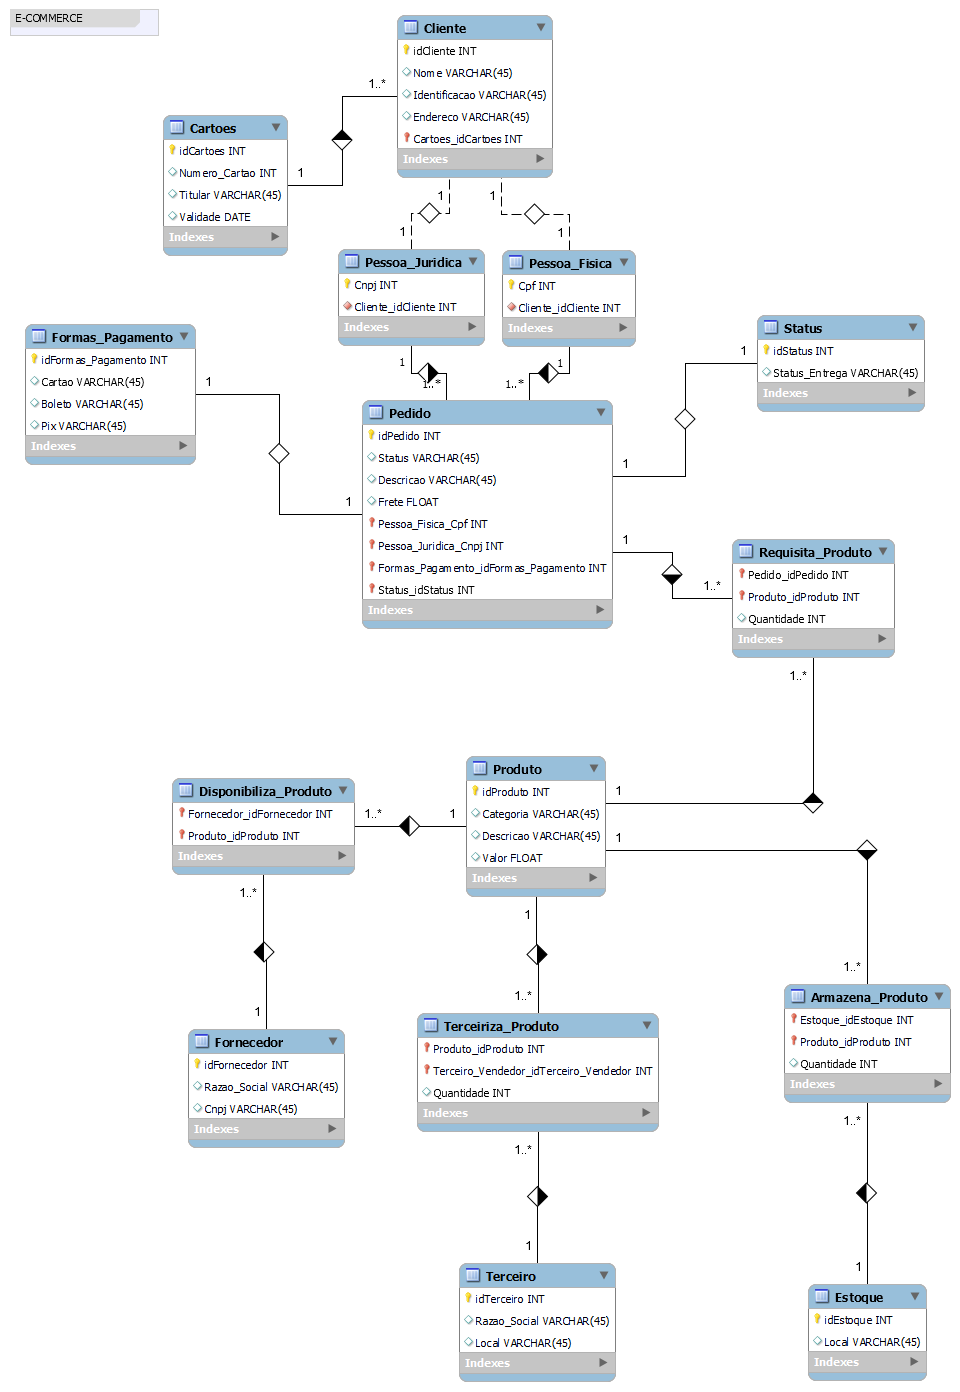 E-COMMERCE
Cliente
idCliente INT
Nome VARCHAR(45)
Identificacao VARCHAR(45)
Endereco VARCHAR(45)
Cartoes_idCartoes INT
Indexes
1..*
1
Cartoes
idCartoes INT
Numero_Cartao INT
Titular VARCHAR(45)
Validade DATE
Indexes
1
1
1
1
Pessoa_Juridica
Cnpj INT
Cliente_idCliente INT
Indexes
Pessoa_Fisica
Cpf INT
Cliente_idCliente INT
Indexes
1
1..*
1
1..*
Formas_Pagamento
idFormas_Pagamento INT
Cartao VARCHAR(45)
Boleto VARCHAR(45)
Pix VARCHAR(45)
Indexes
1
1
Status
idStatus INT
Status_Entrega VARCHAR(45)
Indexes
1
1
Pedido
idPedido INT
Status VARCHAR(45)
Descricao VARCHAR(45)
Frete FLOAT
Pessoa_Fisica_Cpf INT
Pessoa_Juridica_Cnpj INT
Formas_Pagamento_idFormas_Pagamento INT
Status_idStatus INT
Indexes
1
1..*
Requisita_Produto
Pedido_idPedido INT
Produto_idProduto INT
Quantidade INT
Indexes
1..*
1
Produto
idProduto INT
Categoria VARCHAR(45)
Descricao VARCHAR(45)
Valor FLOAT
Indexes
1
1..*
1
Disponibiliza_Produto
Fornecedor_idFornecedor INT
Produto_idProduto INT
Indexes
1..*
1
Fornecedor
idFornecedor INT
Razao_Social VARCHAR(45)
Cnpj VARCHAR(45)
Indexes
1
1..*
Terceiriza_Produto
Produto_idProduto INT
Terceiro_Vendedor_idTerceiro_Vendedor INT
Quantidade INT
Indexes
1..*
1
Terceiro
idTerceiro INT
Razao_Social VARCHAR(45)
Local VARCHAR(45)
Indexes
1..*
Armazena_Produto
Estoque_idEstoque INT
Produto_idProduto INT
Quantidade INT
Indexes
1..*
1
Estoque
idEstoque INT
Local VARCHAR(45)
Indexes